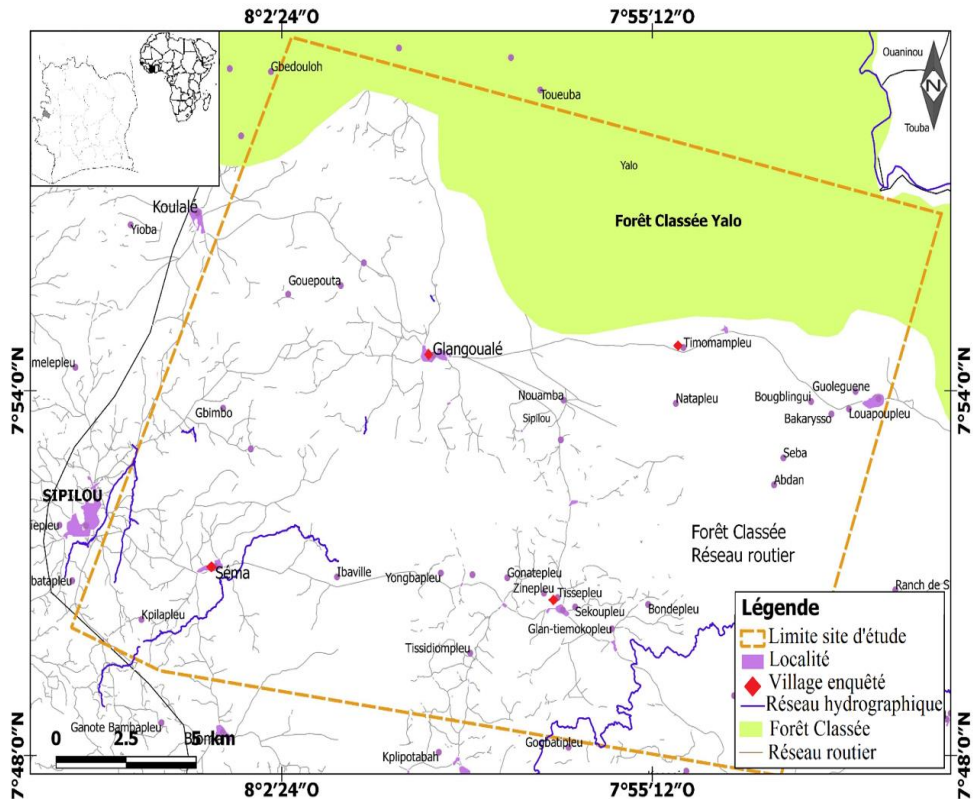 8°2′24″O
7°55′12″O
Ouaninou
Gbedouloh
Toueuba
N
Touba
Yalo
Koulalé
Yioba
Forêt Classée Yalo
Gouepouta
Glangoualé
Timomampleu
melepleu
7°54′0″N
7°54′0″N
Gbimbo
Nouamba
Sipilou
Natapleu
Bougblingui
Guoleguene
Bakarysso
Louapoupleu
Seba
Abdan
SIPILOU
Forêt Classée
Réseau routier
Séma
Ibaville
Yongbapleu
Gonatepleu
Zinepleu
Tissepleu
Sekoupleu
Bondepleu
batapleu
Ranch de S
Kpilapleu
Glan-tiemokopleu
Tissidiompleu
Légende
Limite site d'étude
Localité
Village enquêté
Réseau hydrographique
Forêt Classée
Réseau routier
Ganote Bambapleu
0 2.5 5 km
Gogbaupleu
Kplipotabah
7°48′0″N
7°48′0″N
8°2′24″O
7°55′12″O